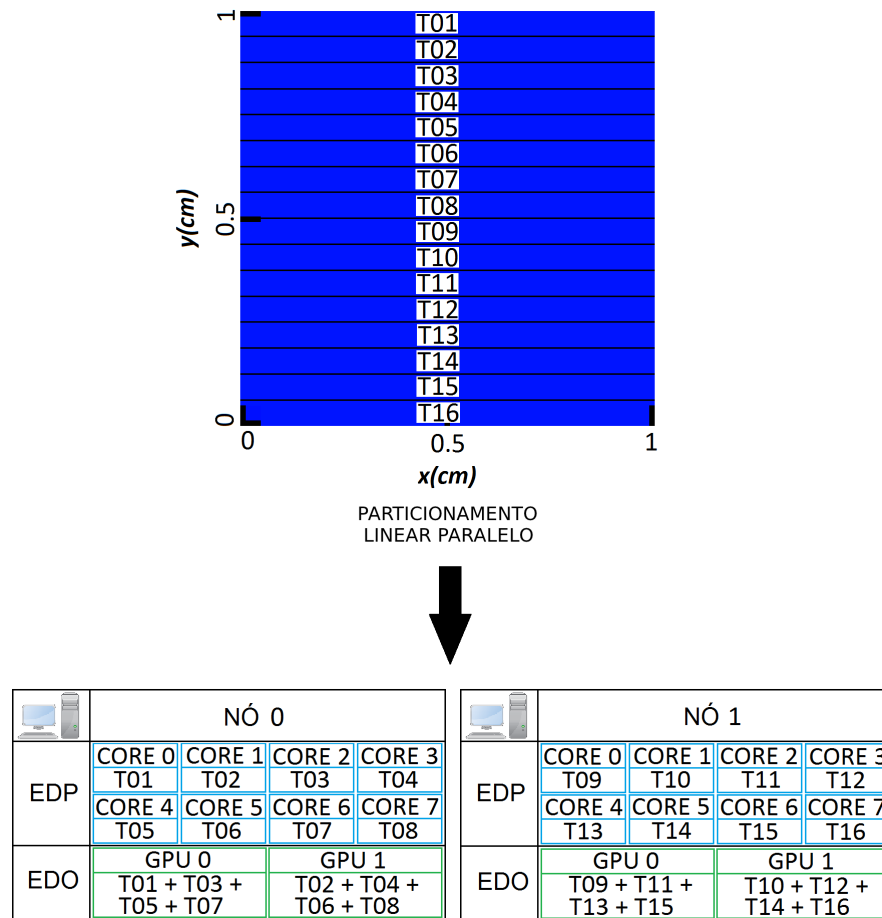 1
T01
T02
T03
T04
T05
T06
T07
T08
T09
T10
T11
T12
T13
T14
T15
T16
y(cm)
0.5
0
0
0.5
1
x(cm)
PARTICIONAMENTO
LINEAR PARALELO
NÓ 0
EDP
CORE 0 CORE 1 CORE 2 CORE 3
T01 T02 T03 T04
CORE 4 CORE 5 CORE 6 CORE 7
T05 T06 T07 T08
EDO
GPU 0 GPU 1
T01 + T03 + T02 + T04 +
T05 + T07 T06 + T08
NÓ 1
EDP
CORE 0 CORE 1 CORE 2 CORE 3
T09 T10 T11 T12
CORE 4 CORE 5 CORE 6 CORE 7
T13 T14 T15 T16
EDO
GPU 0 GPU 1
T09 + T11 + T10 + T12 +
T13 + T15 T14 + T16